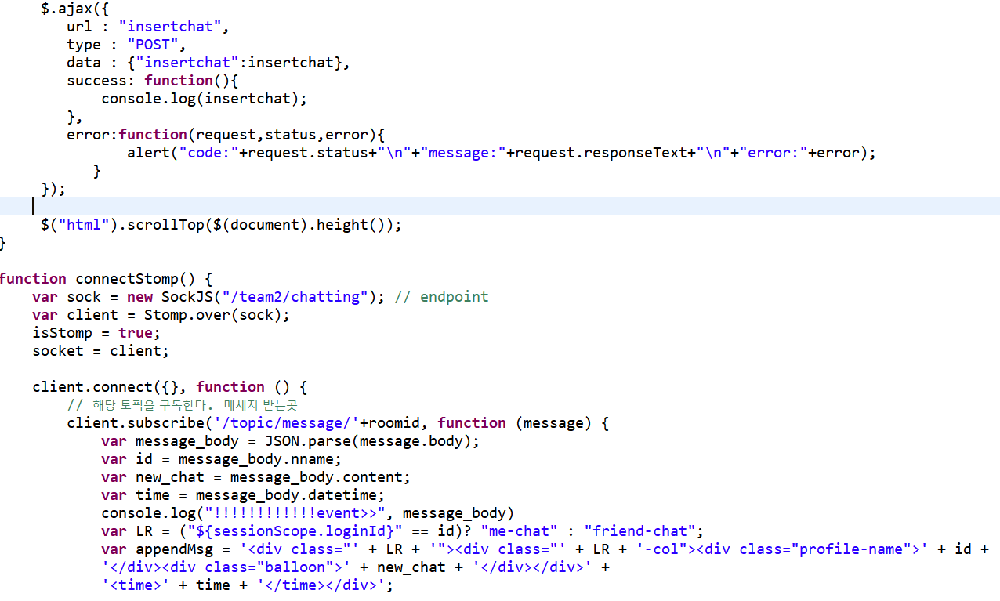 $.ajax({
url : "insertchat",
type : "POST",
data : {"insertchat":insertchat},
success: function(){
console.log(insertchat);
},
error:function(request,status,error){
alert("code:"+request.status+"\n"+"message:"+request.responseText+"\n"+"error:"+error);
}
});
$("html").scrollTop($(document).height());
}
function connectStomp() {
var sock = new SockJS("/team2/chatting"); // endpoint
var client = Stomp.over(sock);
isStomp = true;
socket = client;
client.connect({}, function () {
// 해당 토픽을 구독한다. 메세지 받는곳
client.subscribe('/topic/message/'+roomid, function (message) {
var message_body = JSON.parse(message.body);
var id = message_body.nname;
var new_chat = message_body.content;
var time = message_body.datetime;
console.log("!!!!!!!!!!!!event>>", message_body)
var LR = ("${sessionScope.loginId}" == id)? "me-chat" : "friend-chat";
var appendMsg = '<div class="' + LR + '"><div class="' + LR + '-col"><div class="profile-name">' + id +
'</div><div class="balloon">' + new_chat + '</div></div>' +
'<time>' + time + '</time></div>';